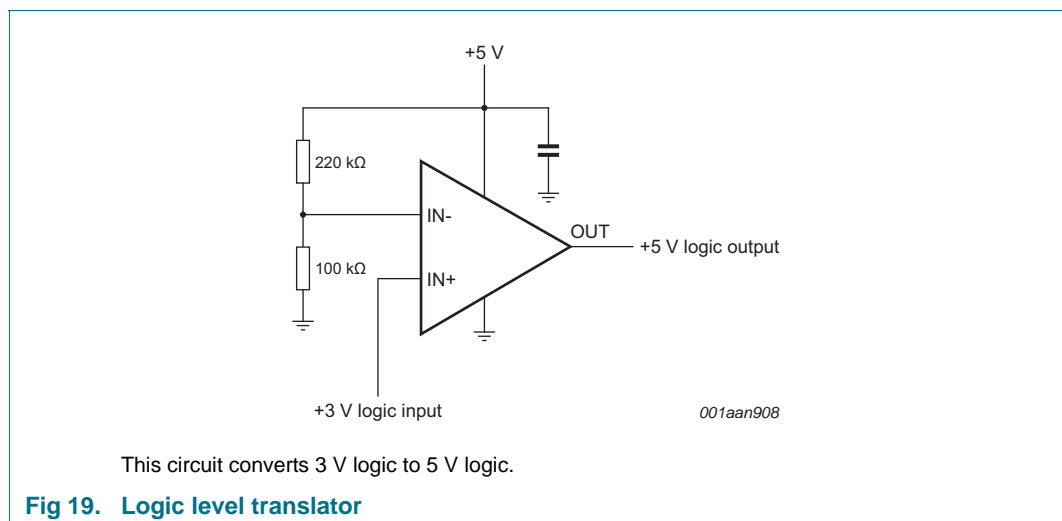 +5 V
220 kΩ
IN-
OUT
+5 V logic output
100 kΩ
IN+
+3 V logic input
001aan908
This circuit converts 3 V logic to 5 V logic.
Fig 19. Logic level translator